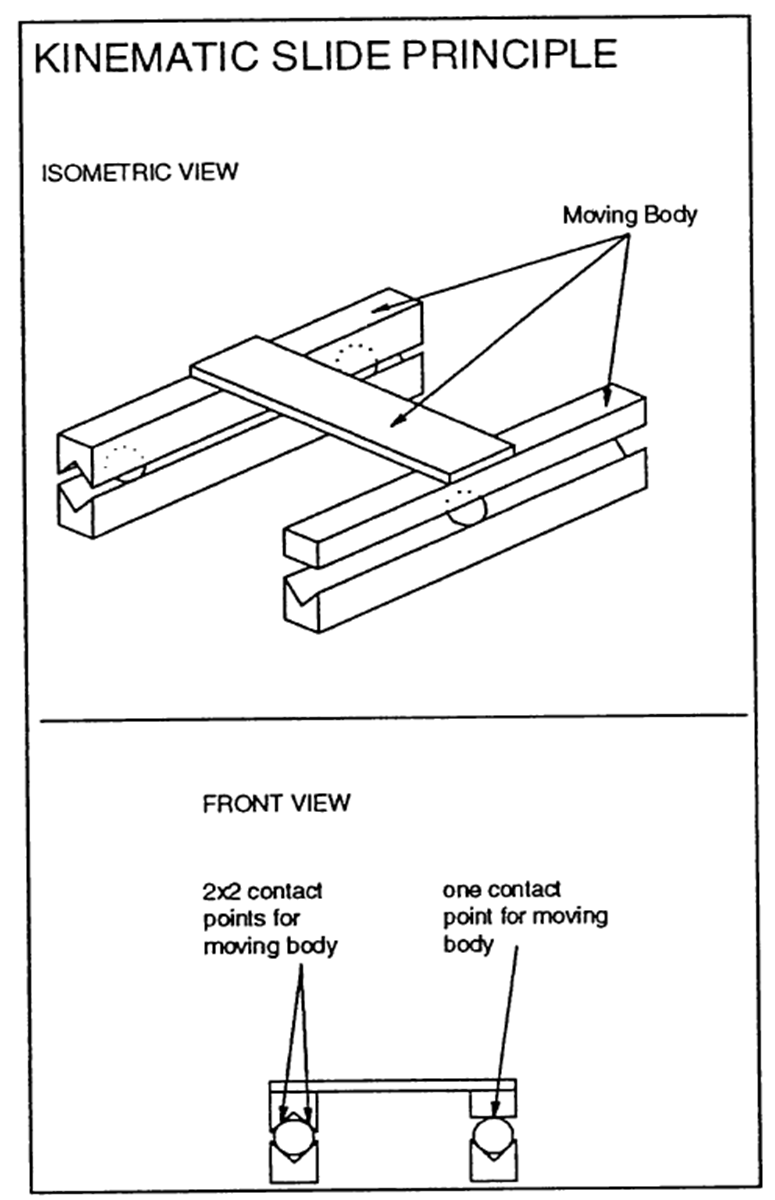 KINEMATIC SLIDE PRINCIPLE
ISOMETRIC VIEW
Moving Body
FRONT VIEW
2x2 contact
points for
moving body
one contact
point for moving
body